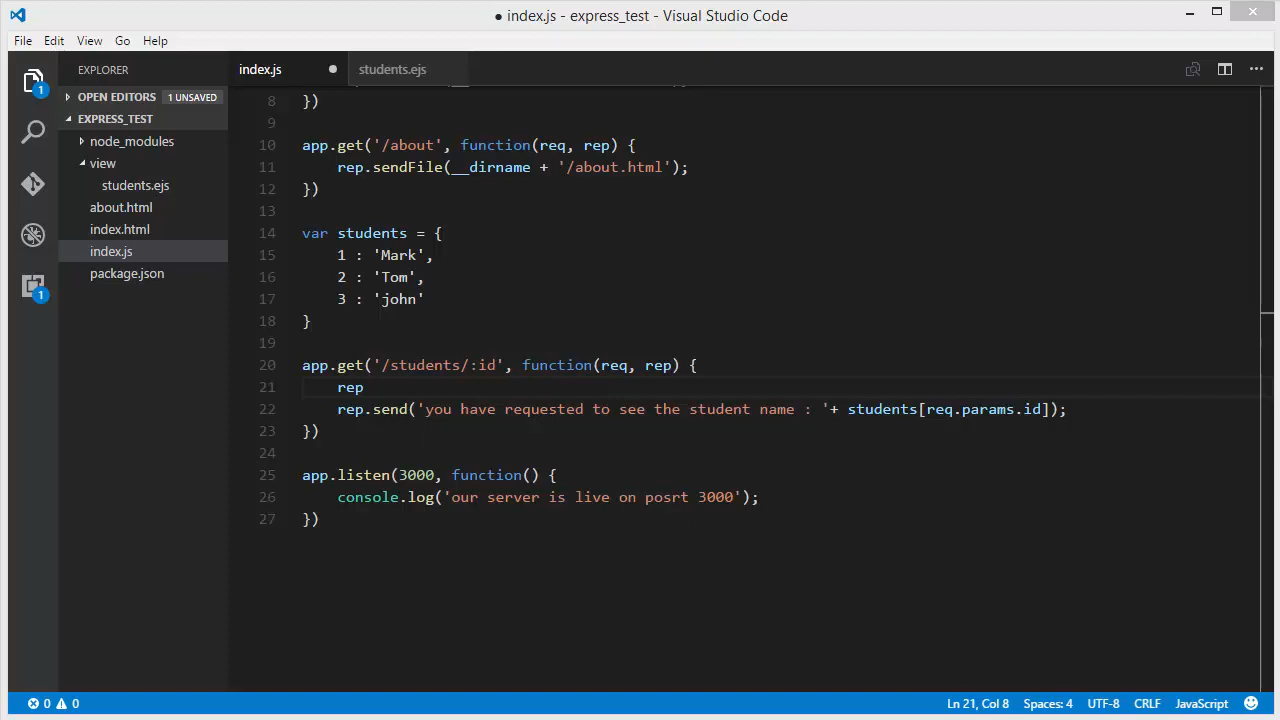 ● index.js - express_test - Visual Studio Code
File Edit View Go Help
EXPLORER
index.js ●
students.ejs
OPEN EDITORS 1 UNSAVED
EXPRESS_TEST
node_modules
view
students.ejs
about.html
index.html
index.js
package.json
1
1
8 })
9
10 app.get('/about', function(req, rep) {
11 rep.sendFile(__dirname + '/about.html');
12 })
13
14 var students = {
15 1 : 'Mark',
16 2 : 'Tom',
17 3 : 'john'
18 }
19
20 app.get('/students/:id', function(req, rep) {
21 rep
22 rep.send('you have requested to see the student name : '+ students[req.params.id]);
23 })
24
25 app.listen(3000, function() {
26 console.log('our server is live on posrt 3000');
27 })
0 0 Ln 21, Col 8 Spaces: 4 UTF-8 CRLF JavaScript